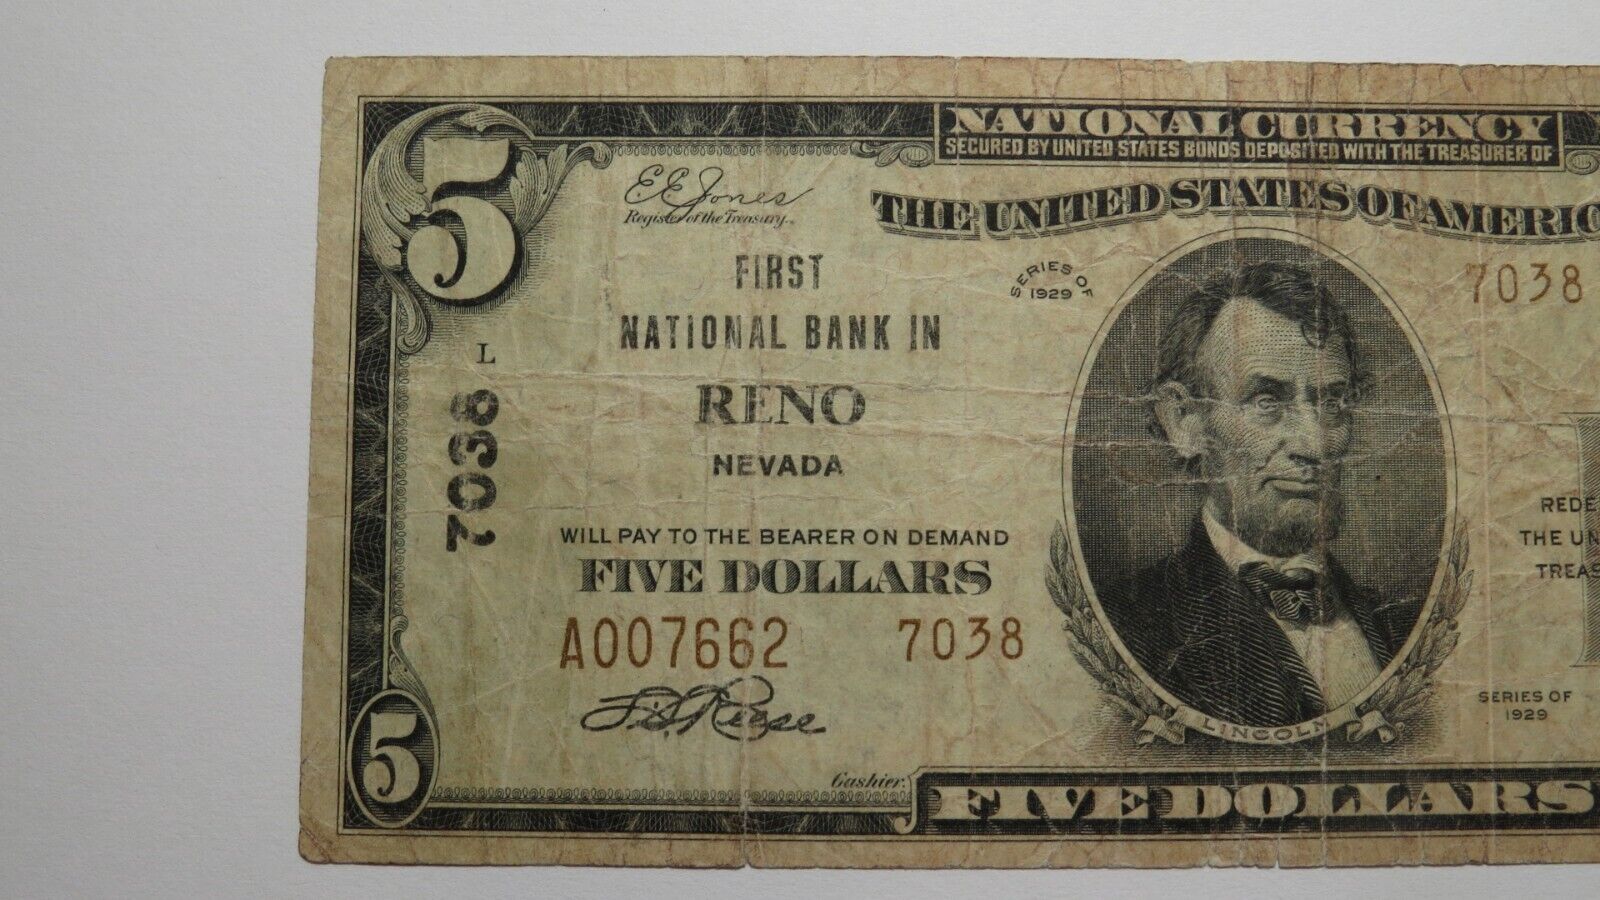 NATIONAL CURRENCY
SECURED BY UNITED STATES BONDS DEPOSITED WITH THE TREASURER OF
THE UNITED STATES OF AMERIC
5
E E Jones
Register of the Treasury.
FIRST
NATIONAL BANK IN
RENO
NEVADA
L
7038
SERIES OF
1929
7038
WILL PAY TO THE BEARER ON DEMAND
FIVE DOLLARS
A007662 7038
Reese
Cashier.
5
LINCOLN
REDE
THE UN
TREAS
SERIES OF
1929
FIVE DOLLARS